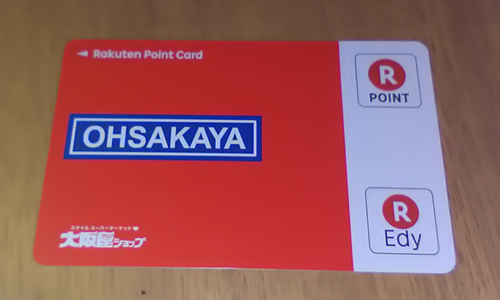 Rakuten Point Card
R
POINT
OHSAKAYA
スマイル スーパーマーケット
大阪屋ショップ
R
Edy